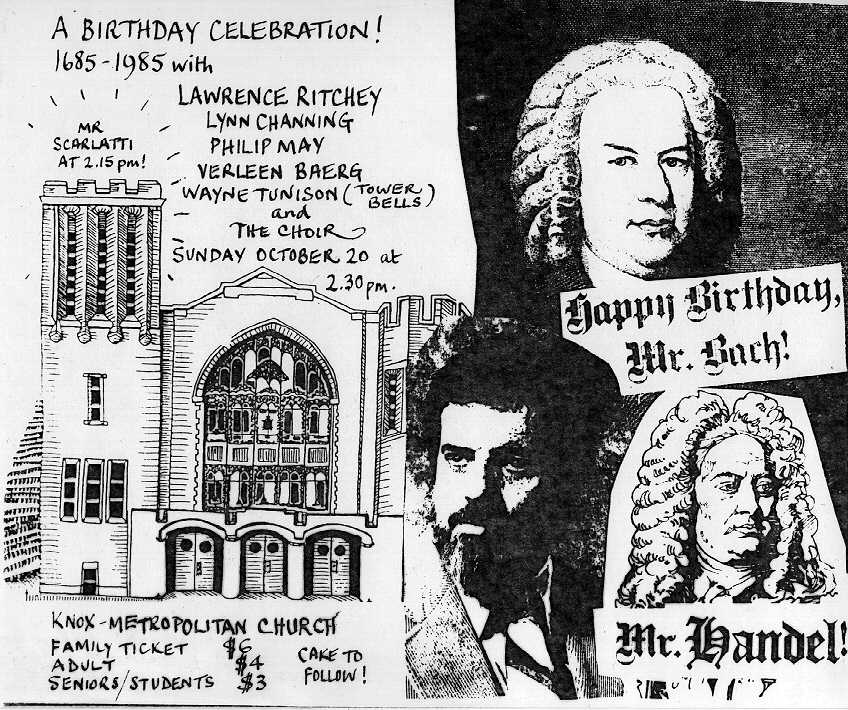 A BIRTHDAY CELEBRATION!
1685-1985 with
LAWRENCE RITCHEY
LYNN CHANNING
PHILIP MAY
VERLEEN BAERG
WAYNE TUNISON (TOWER BELLS)
and
THE CHOIR
SUNDAY OCTOBER 20 at
2.30 pm.
MR
SCARLATTI
AT 2.15 pm!
Happy Birthday,
Mr. Bach!
Mr. Handel!
KNOX-METROPOLITAN CHURCH
FAMILY TICKET $6
ADULT $4
SENIORS/STUDENTS $3
CAKE TO
FOLLOW!